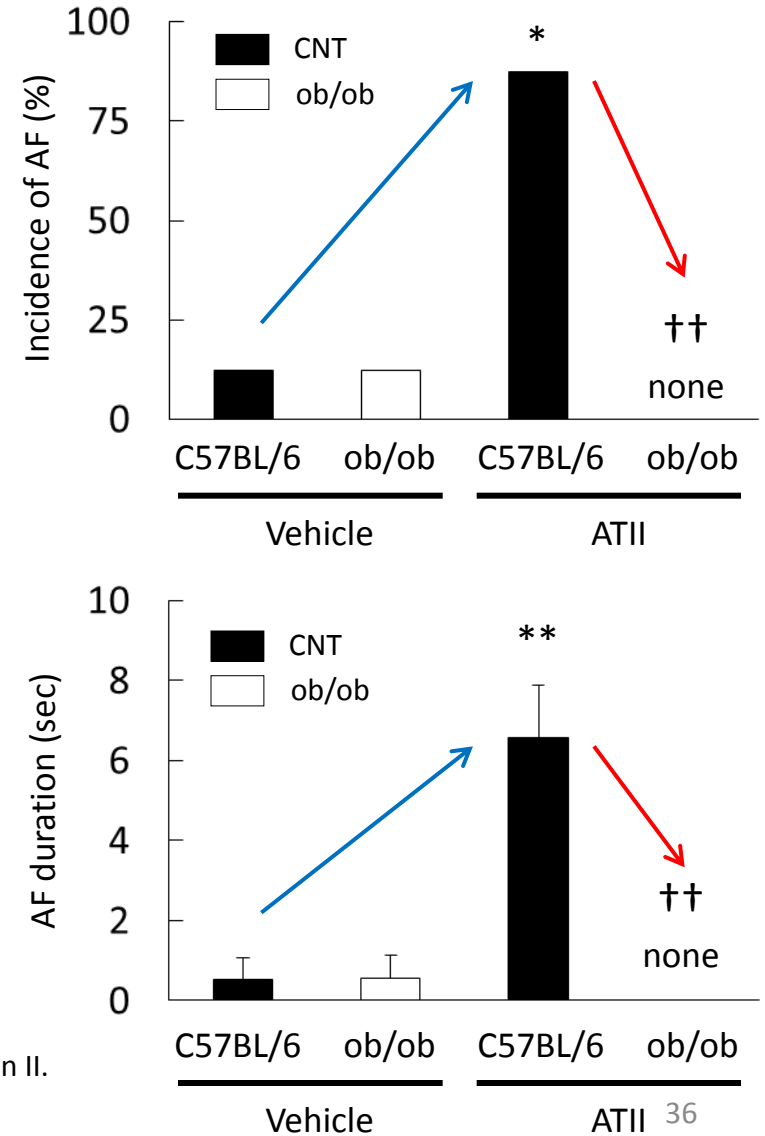 100
75
50
25
0
Incidence of AF (%)
CNT
ob/ob
*
††
none
C57BL/6 ob/ob C57BL/6 ob/ob
Vehicle ATII
10
8
6
4
2
0
AF duration (sec)
CNT
ob/ob
**
††
none
C57BL/6 ob/ob C57BL/6 ob/ob
n II.
Vehicle ATII 36